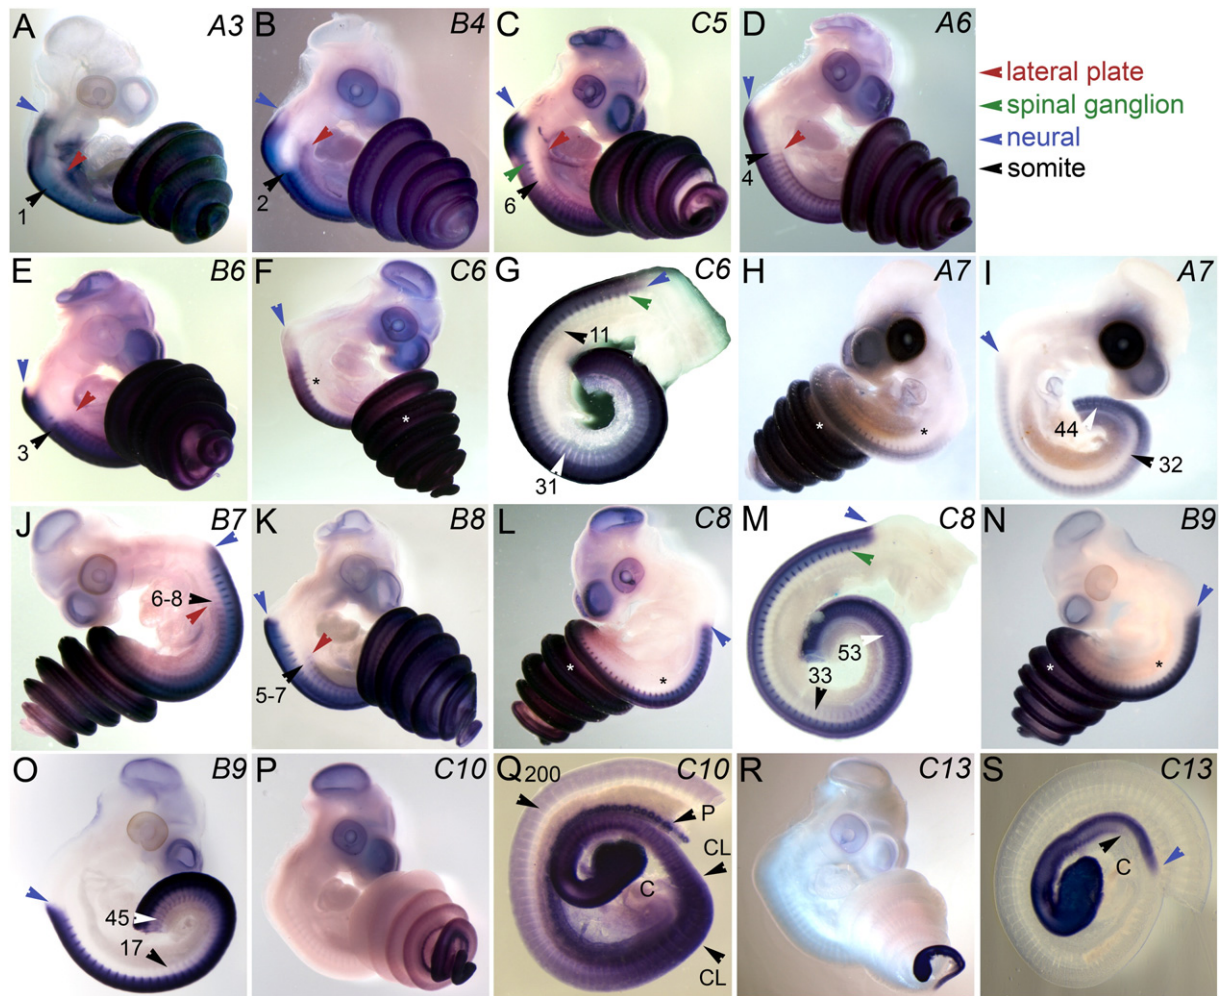 A A3 B B4 C C5 D A6
lateral plate
spinal ganglion
neural
somite
1 2 6 4
E B6 F C6 G C6 H A7 I A7
3 * * 11 31 * * 44 32
J B7 K B8 L C8 M C8 N B9
6-8 5-7 * * 53 33 * *
O B9 P C10 Q 200 C10 R C13 S C13
45 17 P CL C CL C